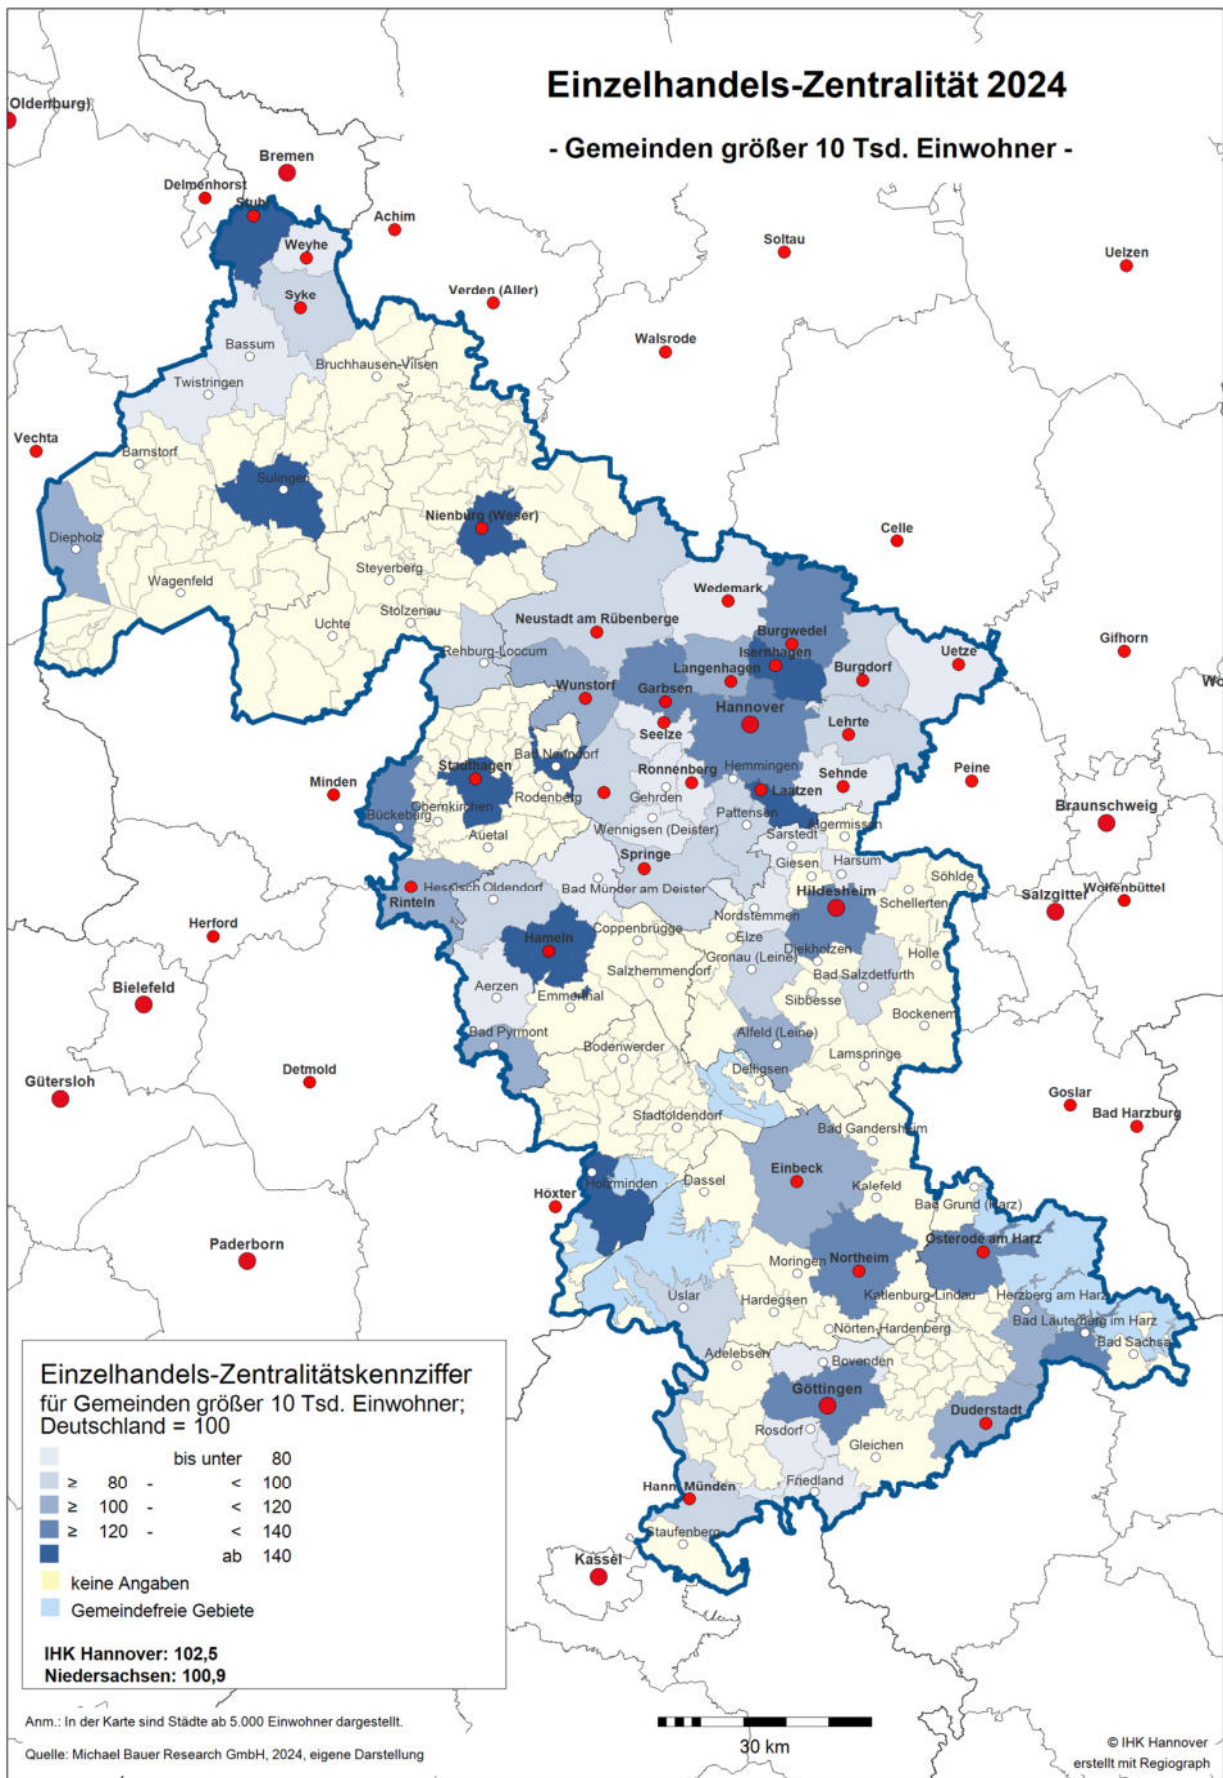 Einzelhandels-Zentralität 2024
- Gemeinden größer 10 Tsd. Einwohner -
Oldenburg)
Bremen
Delmenhorst
Stuhr
Achim
Weyhe
Soltau
Uelzen
Syke
Verden (Aller)
Walsrode
Bassum
Bruchhausen-Vilsen
Twistringen
Vechta
Barnstorf
Sulingen
Nienburg (Weser)
Celle
Diepholz
Steyerberg
Wagenfeld
Wedemark
Stolzenau
Neustadt am Rübenberge
Uchte
Burgwedel
Gifhorn
Rehburg-Loccum
Isernhagen
Uetze
Langenhagen
Burgdorf
Wunstorf
Garbsen
Wo
Hannover
Lehrte
Seelze
Bad Nenndorf
Stadthagen
Hemmingen
Minden
Ronnenberg
Sehnde
Peine
Rodenberg
Gehrden
Laatzen
Braunschweig
Obernkirchen
Bückeburg
Pattensen
Auetal
Wennigsen (Deister)
Sarstedt
Algermissen
Springe
Giesen
Harsum
Söhlde
Hessisch Oldendorf
Bad Münder am Deister
Hildesheim
Salzgitter
Wolfenbüttel
Rinteln
Schellerten
Herford
Nordstemmen
Coppenbrügge
Elze
Hameln
Diekholzen
Holle
Gronau (Leine)
Salzhemmendorf
Bad Salzdetfurth
Bielefeld
Aerzen
Emmerthal
Sibbesse
Bockenem
Bad Pyrmont
Alfeld (Leine)
Bodenwerder
Lamspringe
Detmold
Delligsen
Gütersloh
Goslar
Stadtoldendorf
Bad Harzburg
Bad Gandersheim
Einbeck
Holzminden
Dassel
Kalefeld
Höxter
Bad Grund (Harz)
Paderborn
Osterode am Harz
Moringen
Northeim
Uslar
Hardegsen
Katlenburg-Lindau
Herzberg am Harz
Nörten-Hardenberg
Bad Lauterberg im Harz
Adelebsen
Bovenden
Bad Sachsa
Göttingen
Duderstadt
Rosdorf
Gleichen
Hann. Münden
Friedland
Staufenberg
Kassel
Einzelhandels-Zentralitätskennziffer
für Gemeinden größer 10 Tsd. Einwohner;
Deutschland = 100
bis unter 80
≥ 80 - < 100
≥ 100 - < 120
≥ 120 - < 140
ab 140
keine Angaben
Gemeindefreie Gebiete
IHK Hannover: 102,5
Niedersachsen: 100,9
Anm.: In der Karte sind Städte ab 5.000 Einwohner dargestellt.
Quelle: Michael Bauer Research GmbH, 2024, eigene Darstellung
30 km
© IHK Hannover
erstellt mit Regiograph